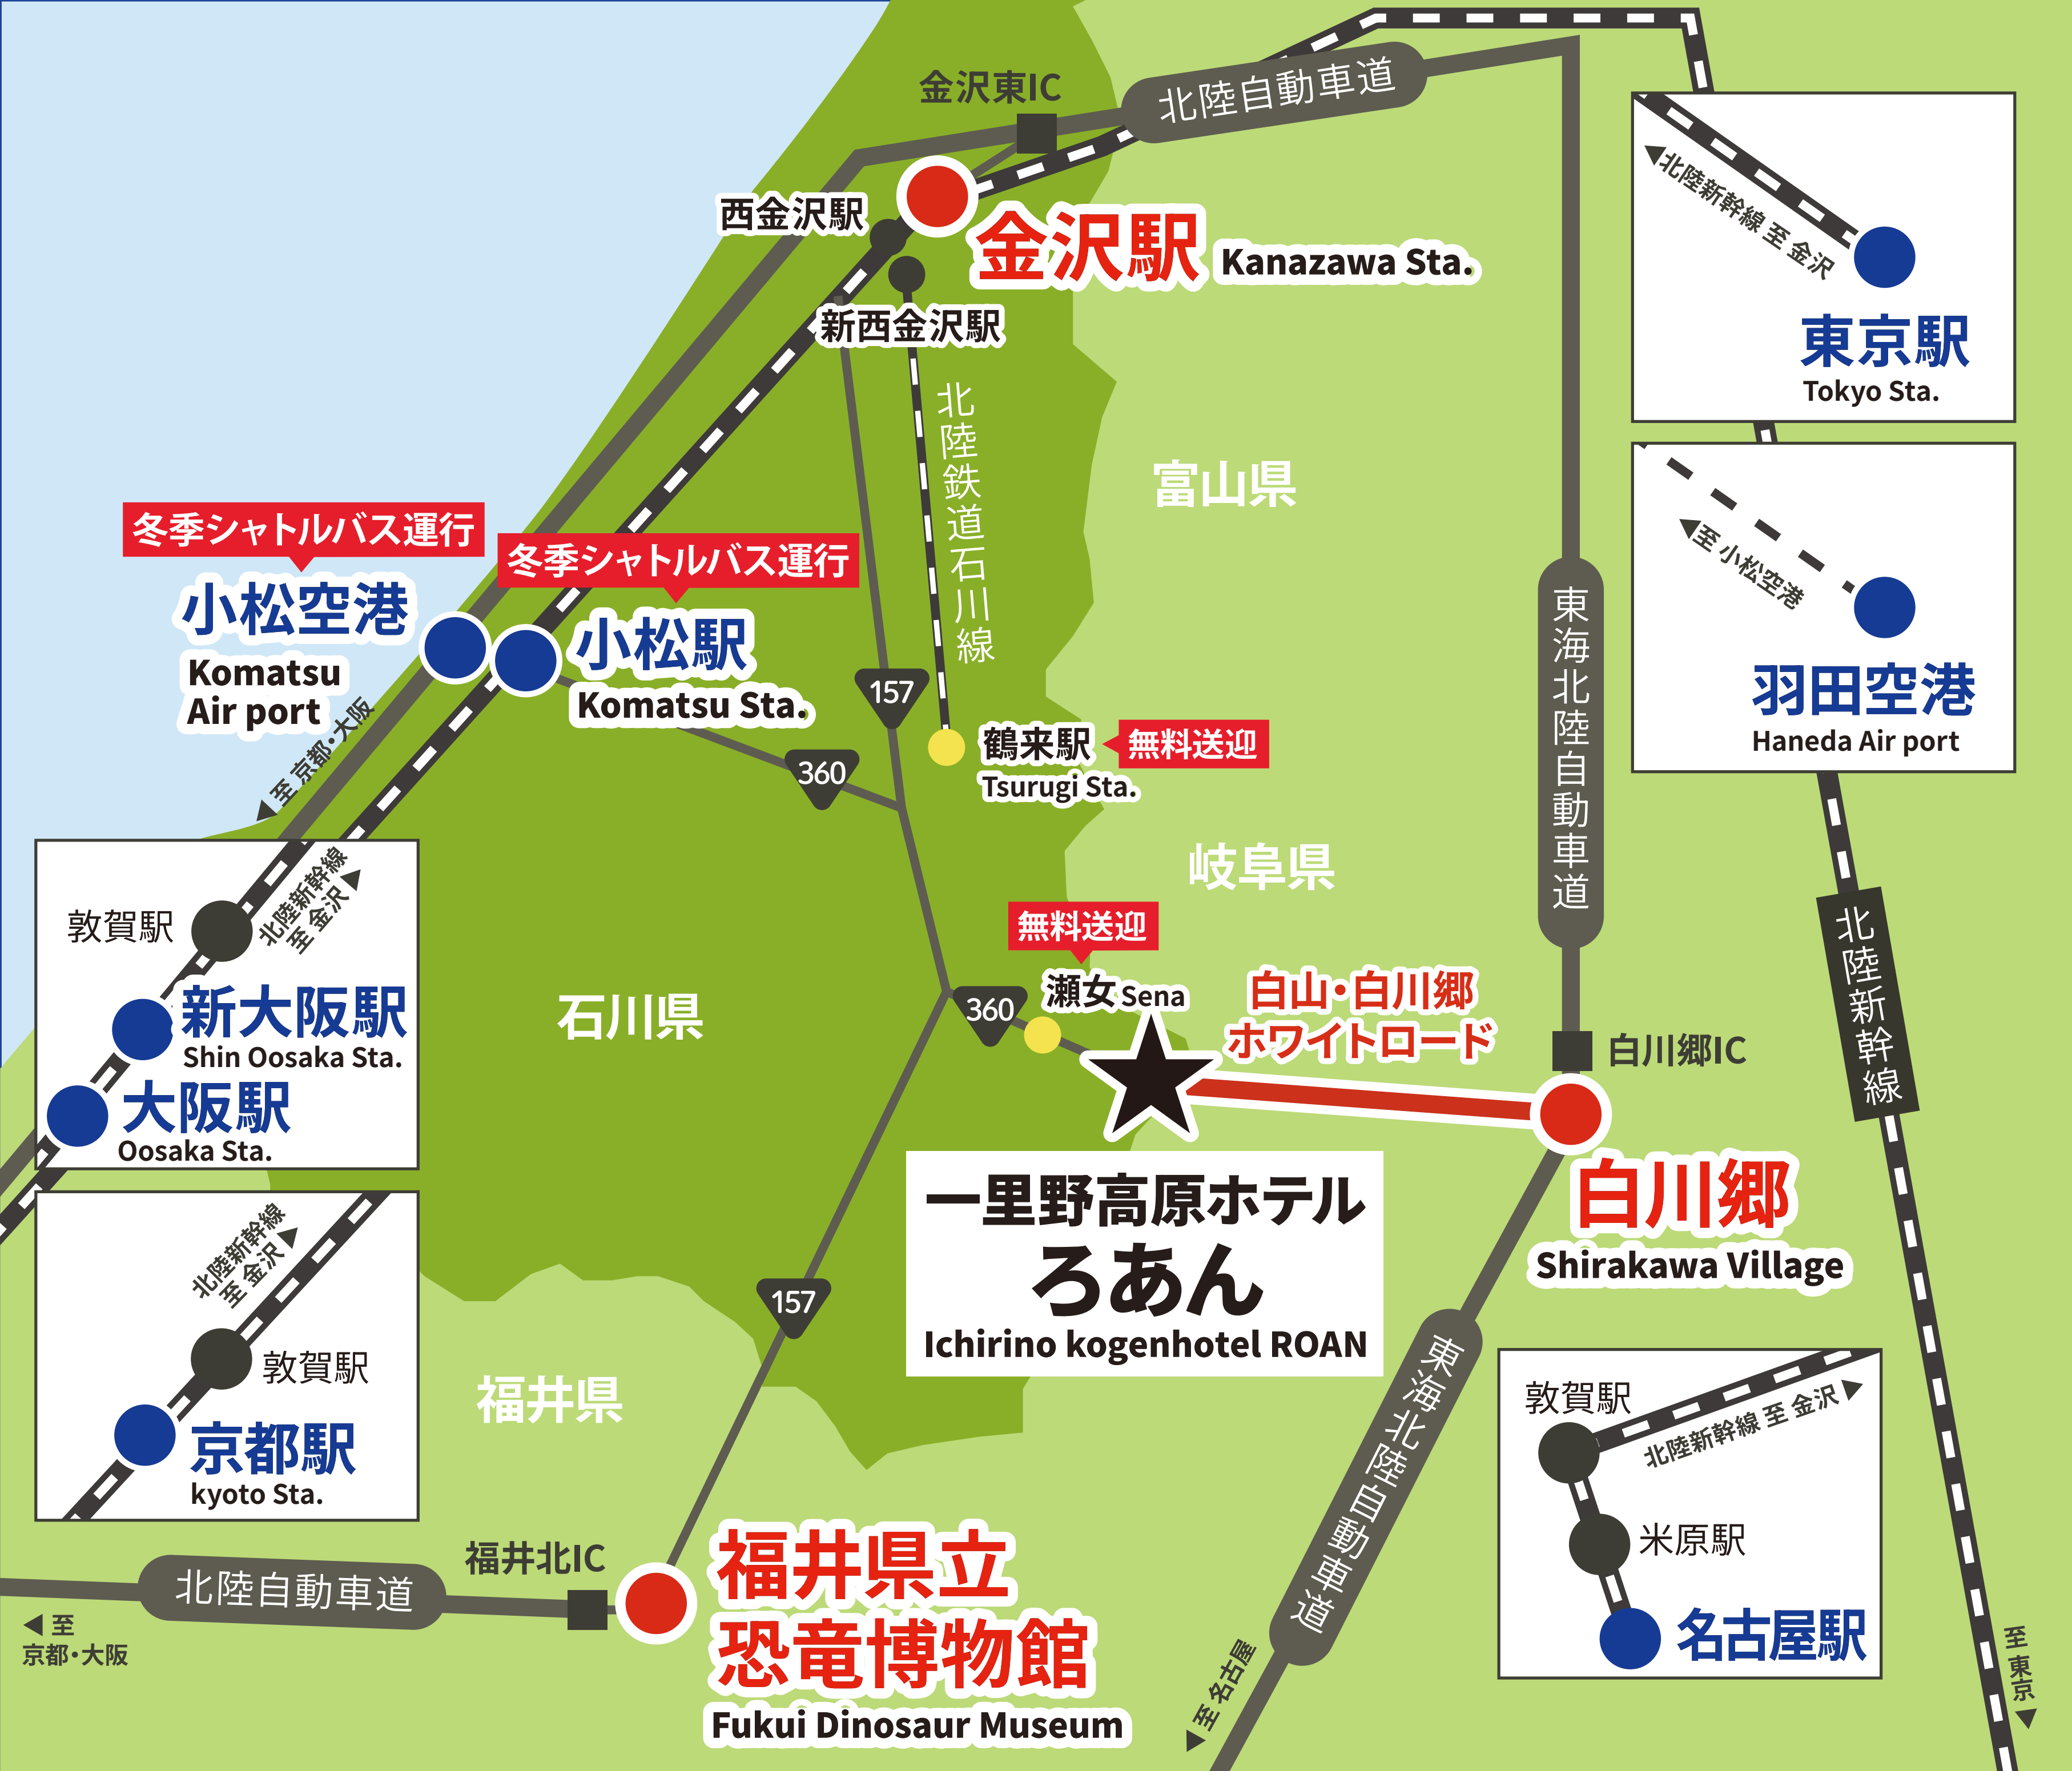 金沢東IC
北陸自動車道
西金沢駅
金沢駅 Kanazawa Sta.
新西金沢駅
北陸鉄道石川線
富山県
◀北陸新幹線 至 金沢
東京駅
Tokyo Sta.
◀至 小松空港
羽田空港
Haneda Air port
冬季シャトルバス運行
小松空港
Komatsu
Air port
冬季シャトルバス運行
小松駅
Komatsu Sta.
◀至 京都・大阪
157
360
鶴来駅
Tsurugi Sta.
無料送迎
東海北陸自動車道
岐阜県
北陸新幹線
至 金沢▶
敦賀駅
新大阪駅
Shin Oosaka Sta.
大阪駅
Oosaka Sta.
石川県
無料送迎
瀬女 Sena
360
白山・白川郷
ホワイトロード
白川郷IC
北陸新幹線
白川郷
Shirakawa Village
一里野高原ホテル
ろあん
Ichirino kogenhotel ROAN
北陸新幹線
至 金沢▶
敦賀駅
京都駅
kyoto Sta.
157
福井県
東海北陸自動車道
◀至 名古屋
敦賀駅
北陸新幹線 至 金沢▶
米原駅
名古屋駅
至 東京▶
福井北IC
北陸自動車道
◀至
京都・大阪
福井県立
恐竜博物館
Fukui Dinosaur Museum